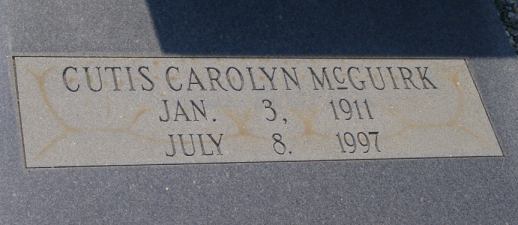 CUTIS CAROLYN McGUIRK
JAN. 3, 1911
JULY 8. 1997